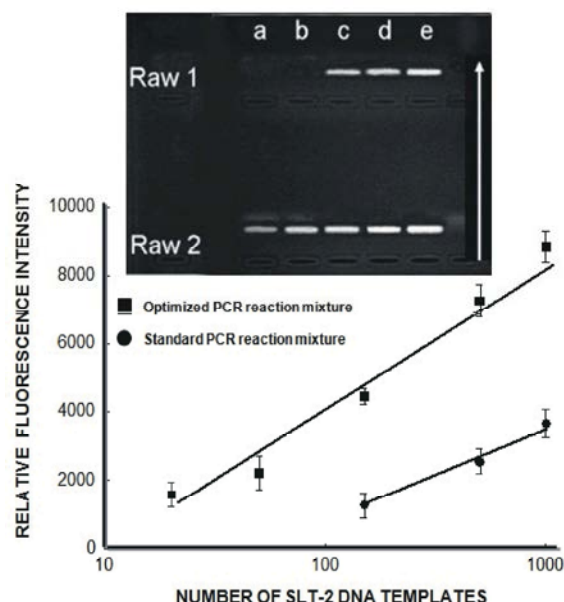 a b c d e
Raw 1
Raw 2
10000
8000
6000
4000
2000
0
10 100 1000
RELATIVE FLUORESCENCE INTENSITY
Optimized PCR reaction mixture
Standard PCR reaction mixture
NUMBER OF SLT-2 DNA TEMPLATES